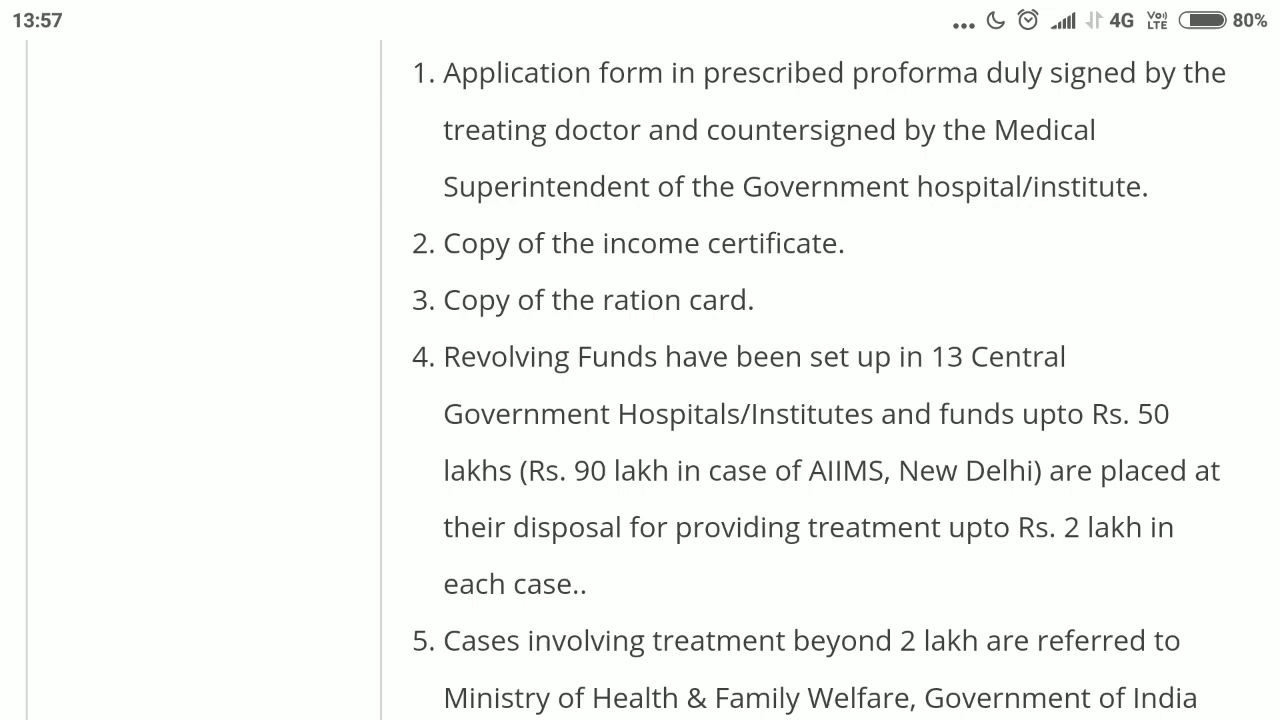 13:57 ... 4G Vo)) LTE 80%
1. Application form in prescribed proforma duly signed by the
treating doctor and countersigned by the Medical
Superintendent of the Government hospital/institute.
2. Copy of the income certificate.
3. Copy of the ration card.
4. Revolving Funds have been set up in 13 Central
Government Hospitals/Institutes and funds upto Rs. 50
lakhs (Rs. 90 lakh in case of AIIMS, New Delhi) are placed at
their disposal for providing treatment upto Rs. 2 lakh in
each case..
5. Cases involving treatment beyond 2 lakh are referred to
Ministry of Health & Family Welfare, Government of India